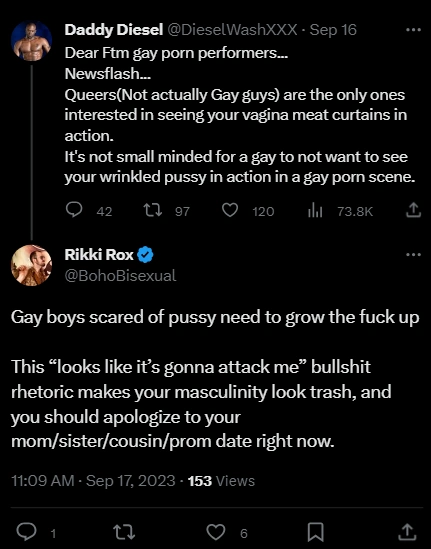 Daddy Diesel @DieselWashXXX · Sep 16
Dear Ftm gay porn performers...
Newsflash...
Queers(Not actually Gay guys) are the only ones
interested in seeing your vagina meat curtains in
action.
It's not small minded for a gay to not want to see
your wrinkled pussy in action in a gay porn scene.
42 97 120 73.8K
Rikki Rox
@BohoBisexual
Gay boys scared of pussy need to grow the fuck up
This “looks like it’s gonna attack me” bullshit
rhetoric makes your masculinity look trash, and
you should apologize to your
mom/sister/cousin/prom date right now.
11:09 AM · Sep 17, 2023 · 153 Views
1 6